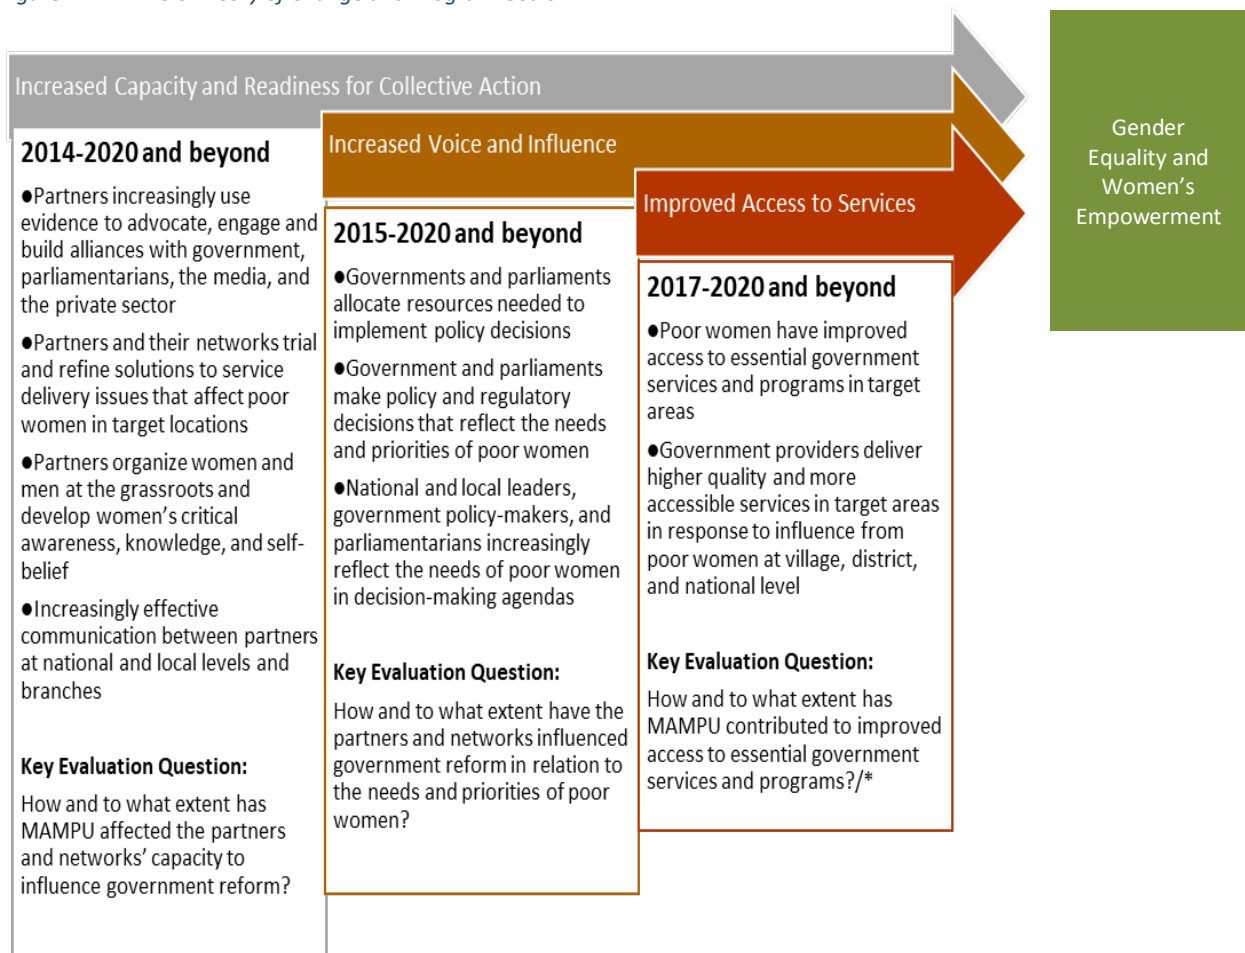 Increased Capacity and Readiness for Collective Action
2014-2020 and beyond
●Partners increasingly use
evidence to advocate, engage and
build alliances with government,
parliamentarians, the media, and
the private sector
●Partners and their networks trial
and refine solutions to service
delivery issues that affect poor
women in target locations
●Partners organize women and
men at the grassroots and
develop women's critical
awareness, knowledge, and self-
belief
●Increasingly effective
communication between partners
at national and local levels and
branches
Key Evaluation Question:
How and to what extent has
MAMPU affected the partners
and networks' capacity to
influence government reform?
Increased Voice and Influence
2015-2020 and beyond
●Governments and parliaments
allocate resources needed to
implement policy decisions
●Government and parliaments
make policy and regulatory
decisions that reflect the needs
and priorities of poor women
●National and local leaders,
government policy-makers, and
parliamentarians increasingly
reflect the needs of poor women
in decision-making agendas
Key Evaluation Question:
How and to what extent have the
partners and networks influenced
government reform in relation to
the needs and priorities of poor
women?
Improved Access to Services
2017-2020 and beyond
●Poor women have improved
access to essential government
services and programs in target
areas
●Government providers deliver
higher quality and more
accessible services in target areas
in response to influence from
poor women at village, district,
and national level
Key Evaluation Question:
How and to what extent has
MAMPU contributed to improved
access to essential government
services and programs?/*
Gender
Equality and
Women's
Empowerment